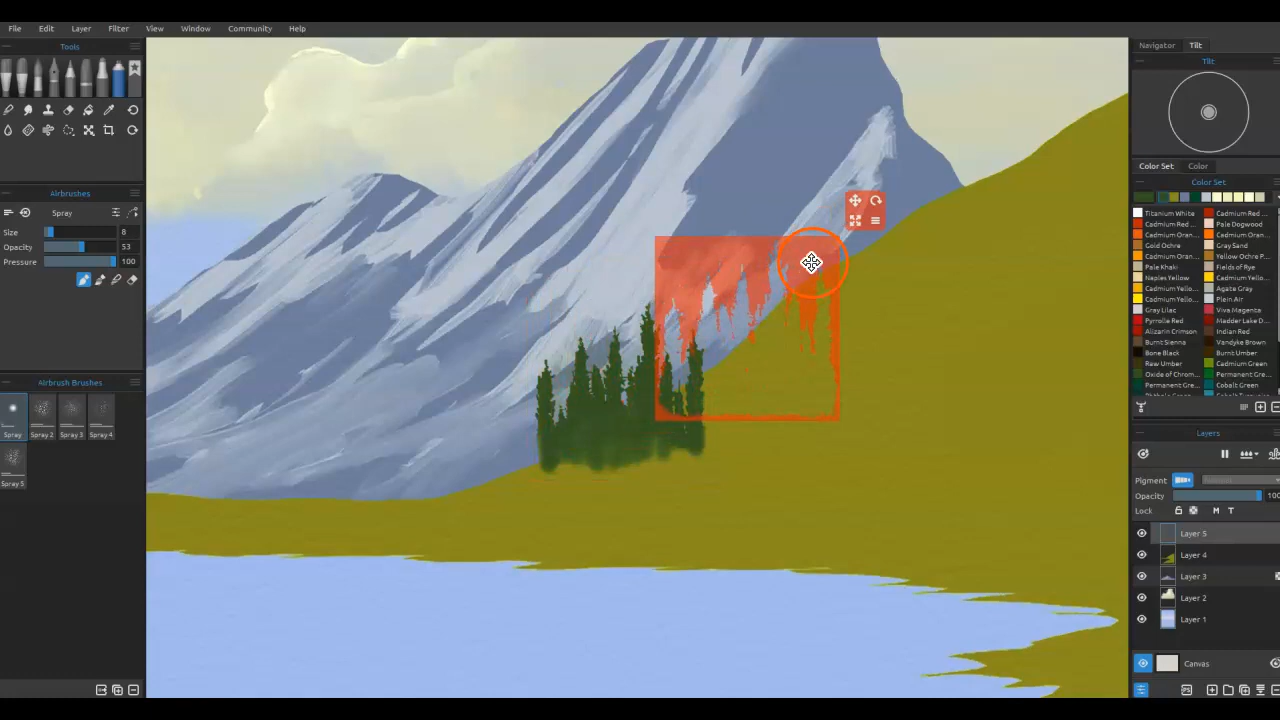 File Edit Layer Filter View Window Community Help
Tools
Airbrushes
Spray
Size 8
Opacity 53
Pressure 100
Airbrush Brushes
Spray Spray 2 Spray 3 Spray 4
Spray 5
Navigator Tilt
Tilt
Color Set Color
Color Set
Titanium White Cadmium Red ...
Cadmium Red ... Pale Dogwood
Cadmium Oran... Cadmium Oran...
Gold Ochre Gray Sand
Cadmium Oran... Yellow Ochre P...
Pale Khaki Fields of Rye
Naples Yellow Cadmium Yello...
Cadmium Yello... Agate Gray
Cadmium Yello... Plein Air
Gray Lilac Viva Magenta
Pyrrolle Red Madder Lake D...
Alizarin Crimson Indian Red
Burnt Sienna Vandyke Brown
Bone Black Burnt Umber
Raw Umber Cadmium Green
Oxide of Chrom... Permanent Gre...
Permanent Gre... Cobalt Green
Layers
Pigment
Opacity 100
Lock M T
Layer 5
Layer 4
Layer 3
Layer 2
Layer 1
Canvas